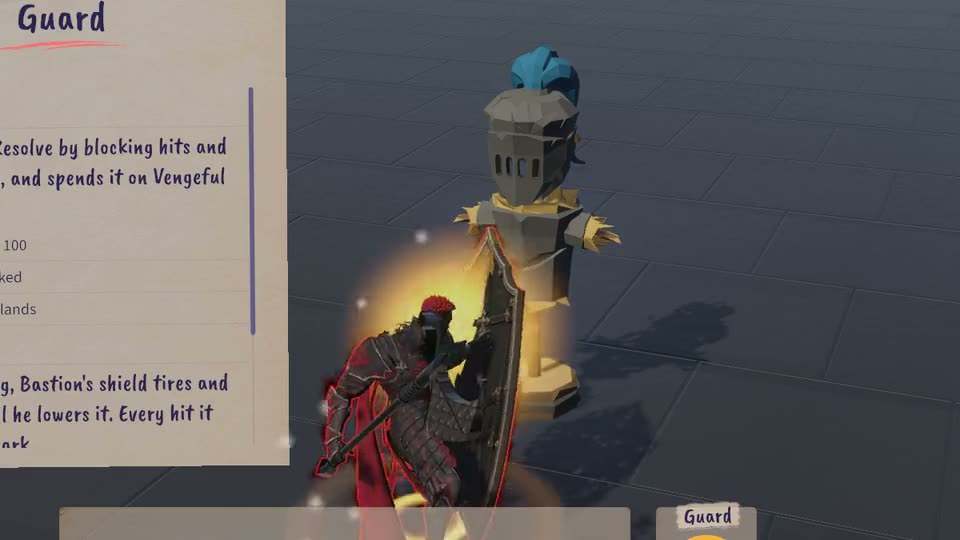 Guard
Resolve by blocking hits and
, and spends it on Vengeful
100
ked
lands
g, Bastion's shield tires and
l he lowers it. Every hit it
ark
Guard